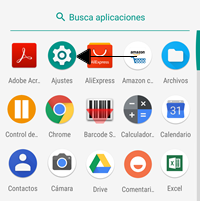 Busca aplicaciones
Adobe Acr..
Ajustes
AliExpress
Amazon c..
Archivos
Control de..
Chrome
Barcode S..
Calculador..
Calendario
31
Contactos
Cámara
Drive
Comentari..
Excel